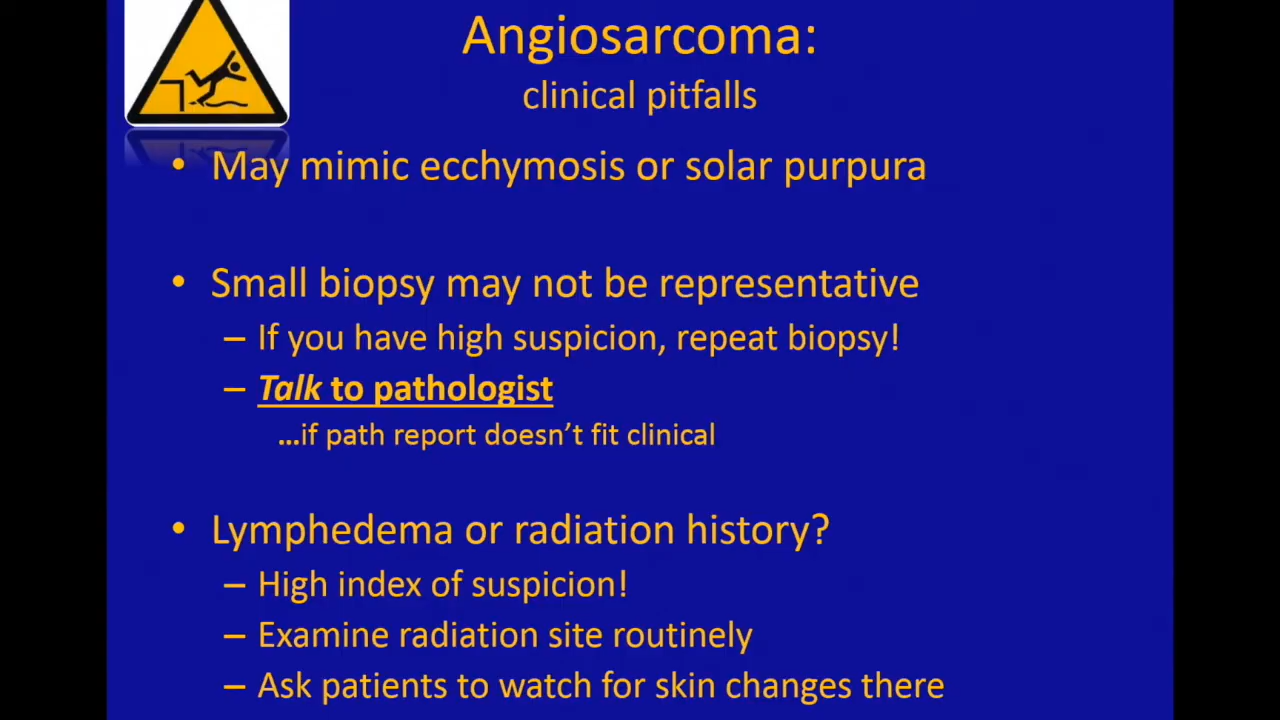 Angiosarcoma:
clinical pitfalls
• May mimic ecchymosis or solar purpura
• Small biopsy may not be representative
– If you have high suspicion, repeat biopsy!
– Talk to pathologist
…if path report doesn’t fit clinical
• Lymphedema or radiation history?
– High index of suspicion!
– Examine radiation site routinely
– Ask patients to watch for skin changes there